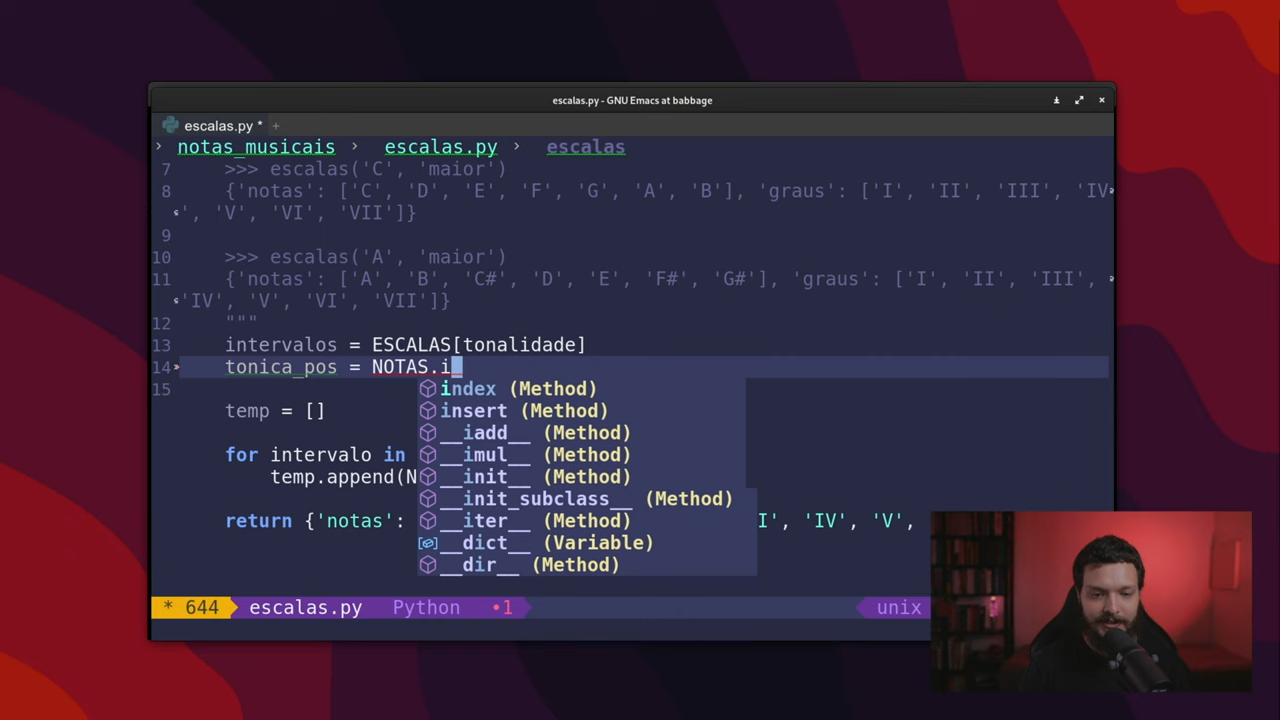 escalas.py - GNU Emacs at babbage
escalas.py * +
notas_musicais › escalas.py › escalas
7 >>> escalas('C', 'maior')
8 {'notas': ['C', 'D', 'E', 'F', 'G', 'A', 'B'], 'graus': ['I', 'II', 'III', 'IV
', 'V', 'VI', 'VII']}
9
10 >>> escalas('A', 'maior')
11 {'notas': ['A', 'B', 'C#', 'D', 'E', 'F#', 'G#'], 'graus': ['I', 'II', 'III',
'IV', 'V', 'VI', 'VII']}
12 """
13 intervalos = ESCALAS[tonalidade]
14 tonica_pos = NOTAS.i
15
index (Method)
temp = []
insert (Method)
__iadd__ (Method)
for intervalo in
__imul__ (Method)
temp.append(N
__init__ (Method)
__init_subclass__ (Method)
return {'notas':
__iter__ (Method)
I', 'IV', 'V',
__dict__ (Variable)
__dir__ (Method)
* 644 escalas.py Python •1 unix